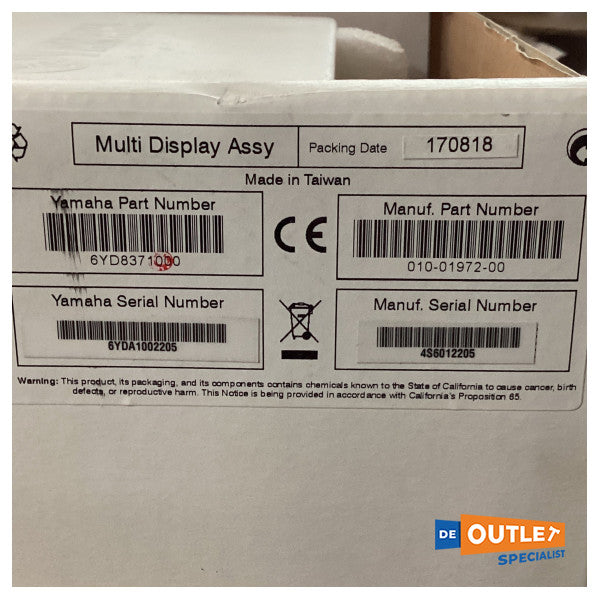 Multi Display Assy
Packing Date
170818
Made in Taiwan
Yamaha Part Number
Manuf. Part Number
CE
010-01972-00
Yamaha Serial Number
Manuf. Serial Number
6YDA1002205
4S6012205
Warning: This product, its packaging, and its components contains chemicals known to the State of California to cause cancer, birth
defects, or reproductive harm. This Notice is being provided in accordance with California's Proposition 65.
DE OUTLET
SPECIALIST